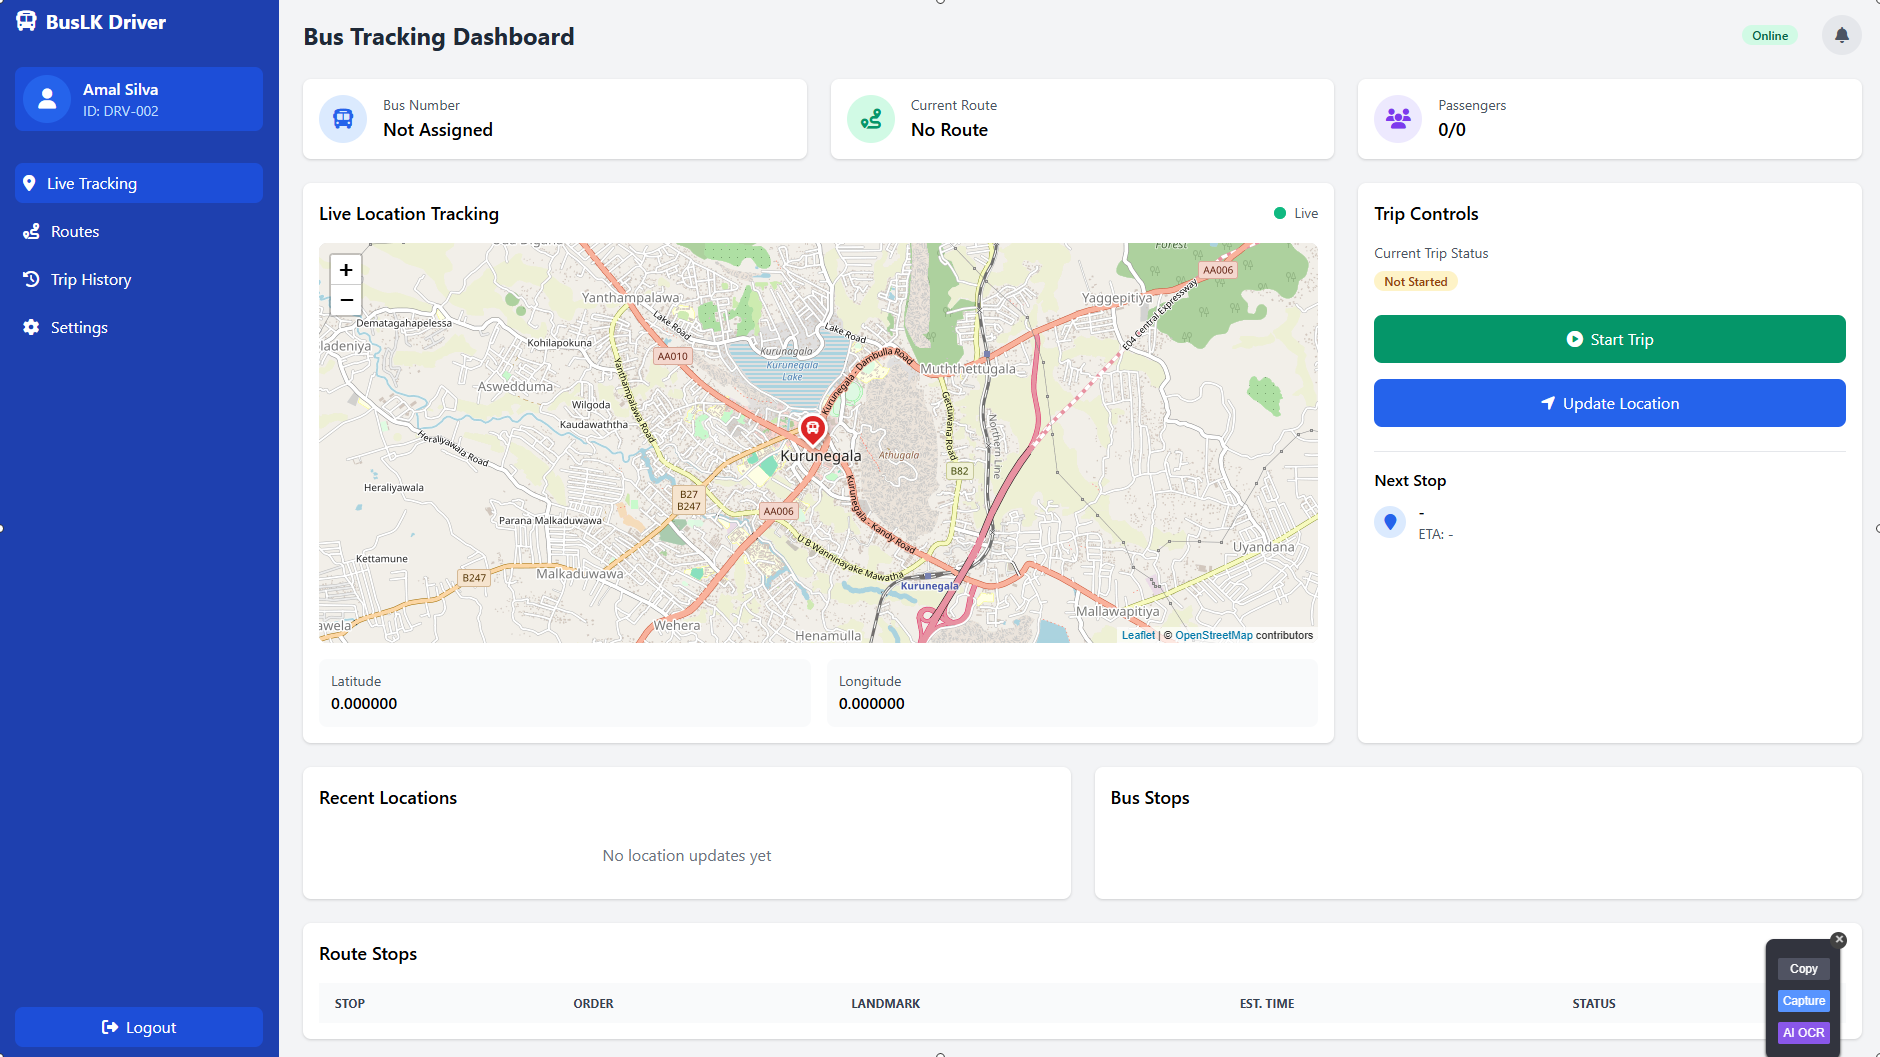 BusLK Driver
Amal Silva
ID: DRV-002
Live Tracking
Routes
Trip History
Settings
Logout
Bus Tracking Dashboard
Online
Bus Number
Not Assigned
Current Route
No Route
Passengers
0/0
Live Location Tracking
Live
+
−
Yanthampalawa
Lake Road
Lake Road
Dematagahapelessa
Kohilapokuna
ladeniya
AA010
Kurunagala
Kurunegala
Lake
Kurunegala - Dambulla Road
Forest
AA006
Yaggepitiya
E04 Central Expressway
Muththettugala
Aswedduma
Yanthampalawa Road
Wilgoda
Kaudawaththa
Gettuwana Road
Northern Line
Heraliyawala Road
Kurunegala
Athugala
B82
Heraliyawala
B27
B247
AA006
Kurunegala - Kandy Road
Parana Malkaduwawa
U B Wanninayake Mawatha
Uyandana
Kettamune
B247
Malkaduwawa
Kurunegala
Mallawapitiya
awela
Wehera
Henamulla
Leaflet | © OpenStreetMap contributors
Latitude
0.000000
Longitude
0.000000
Trip Controls
Current Trip Status
Not Started
Start Trip
Update Location
Next Stop
-
ETA: -
Recent Locations
No location updates yet
Bus Stops
Route Stops
STOP ORDER LANDMARK EST. TIME STATUS
Copy
Capture
AI OCR